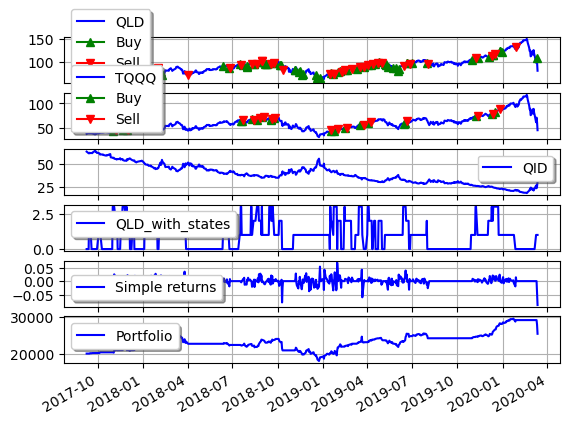 QLD
Buy
Sell
150
100
TQQQ
Buy
Sell
100
50
50
25
QID
2.5
0.0
QLD_with_states
0.05
0.00
−0.05
Simple returns
30000
20000
Portfolio
2017-10
2018-01
2018-04
2018-07
2018-10
2019-01
2019-04
2019-07
2019-10
2020-01
2020-04